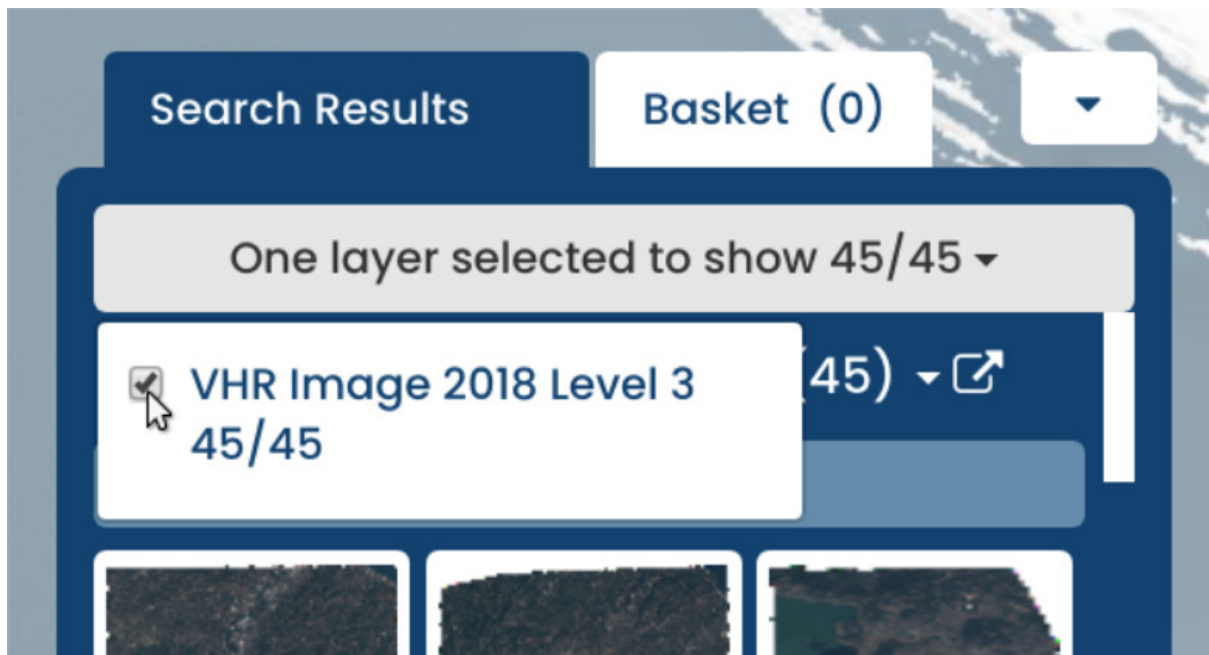 Search Results
Basket (0)
One layer selected to show 45/45
VHR Image 2018 Level 3
45/45
(45)